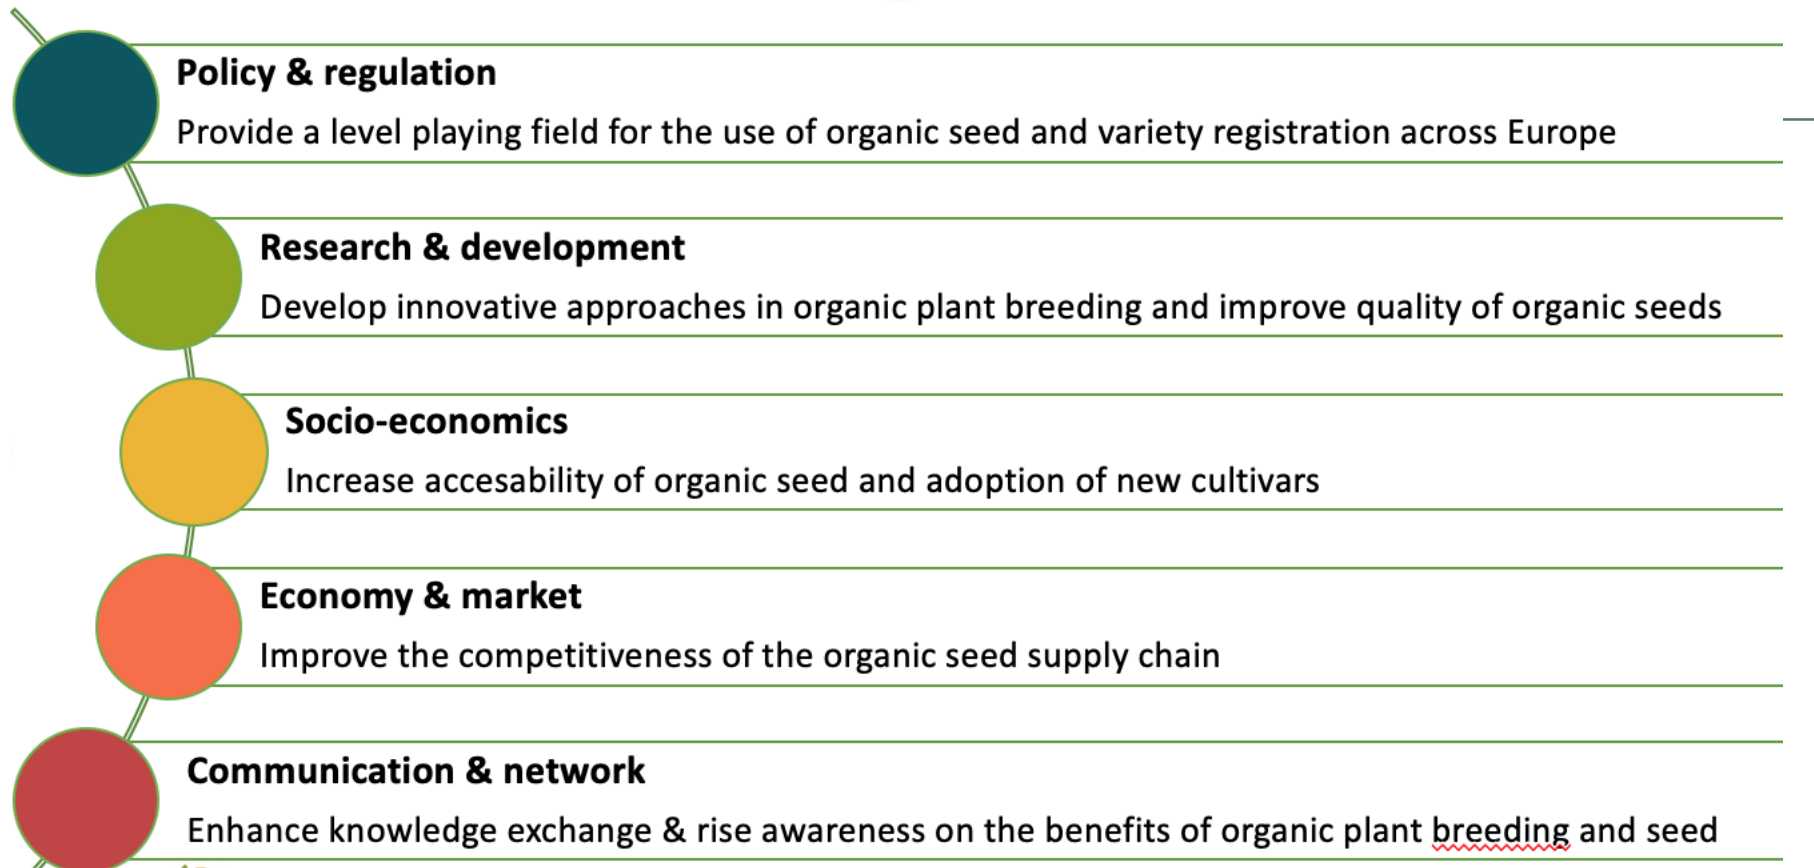 Policy & regulation
Provide a level playing field for the use of organic seed and variety registration across Europe
Research & development
Develop innovative approaches in organic plant breeding and improve quality of organic seeds
Socio-economics
Increase accesability of organic seed and adoption of new cultivars
Economy & market
Improve the competitiveness of the organic seed supply chain
Communication & network
Enhance knowledge exchange & rise awareness on the benefits of organic plant breeding and seed